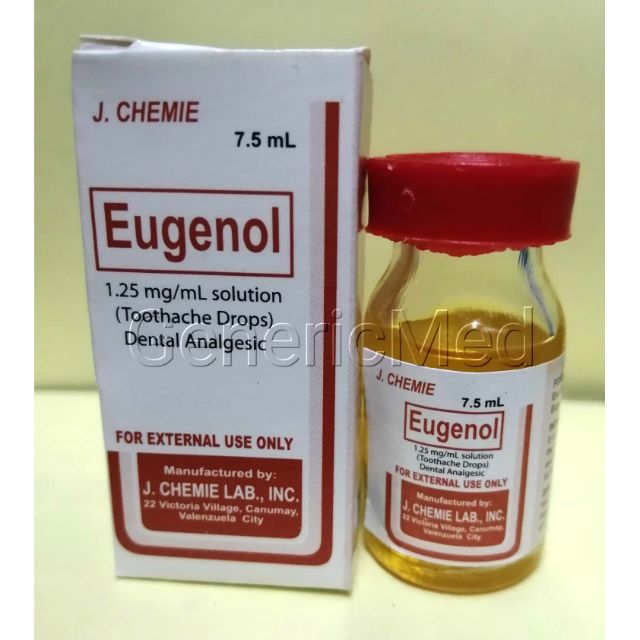 J. CHEMIE
7.5 mL
Eugenol
1.25 mg/mL solution
(Toothache Drops)
Dental Analgesic
FOR EXTERNAL USE ONLY
Manufactured by:
J. CHEMIE LAB., INC.
22 Victoria Village, Canumay,
Valenzuela City
GenericMed
J. CHEMIE
7.5 mL
Eugenol
1.25 mg/mL solution
(Toothache Drops)
Dental Analgesic
FOR EXTERNAL USE ONLY
Manufactured by:
J. CHEMIE LAB., INC.
22 Victoria Village, Canumay,
Valenzuela City